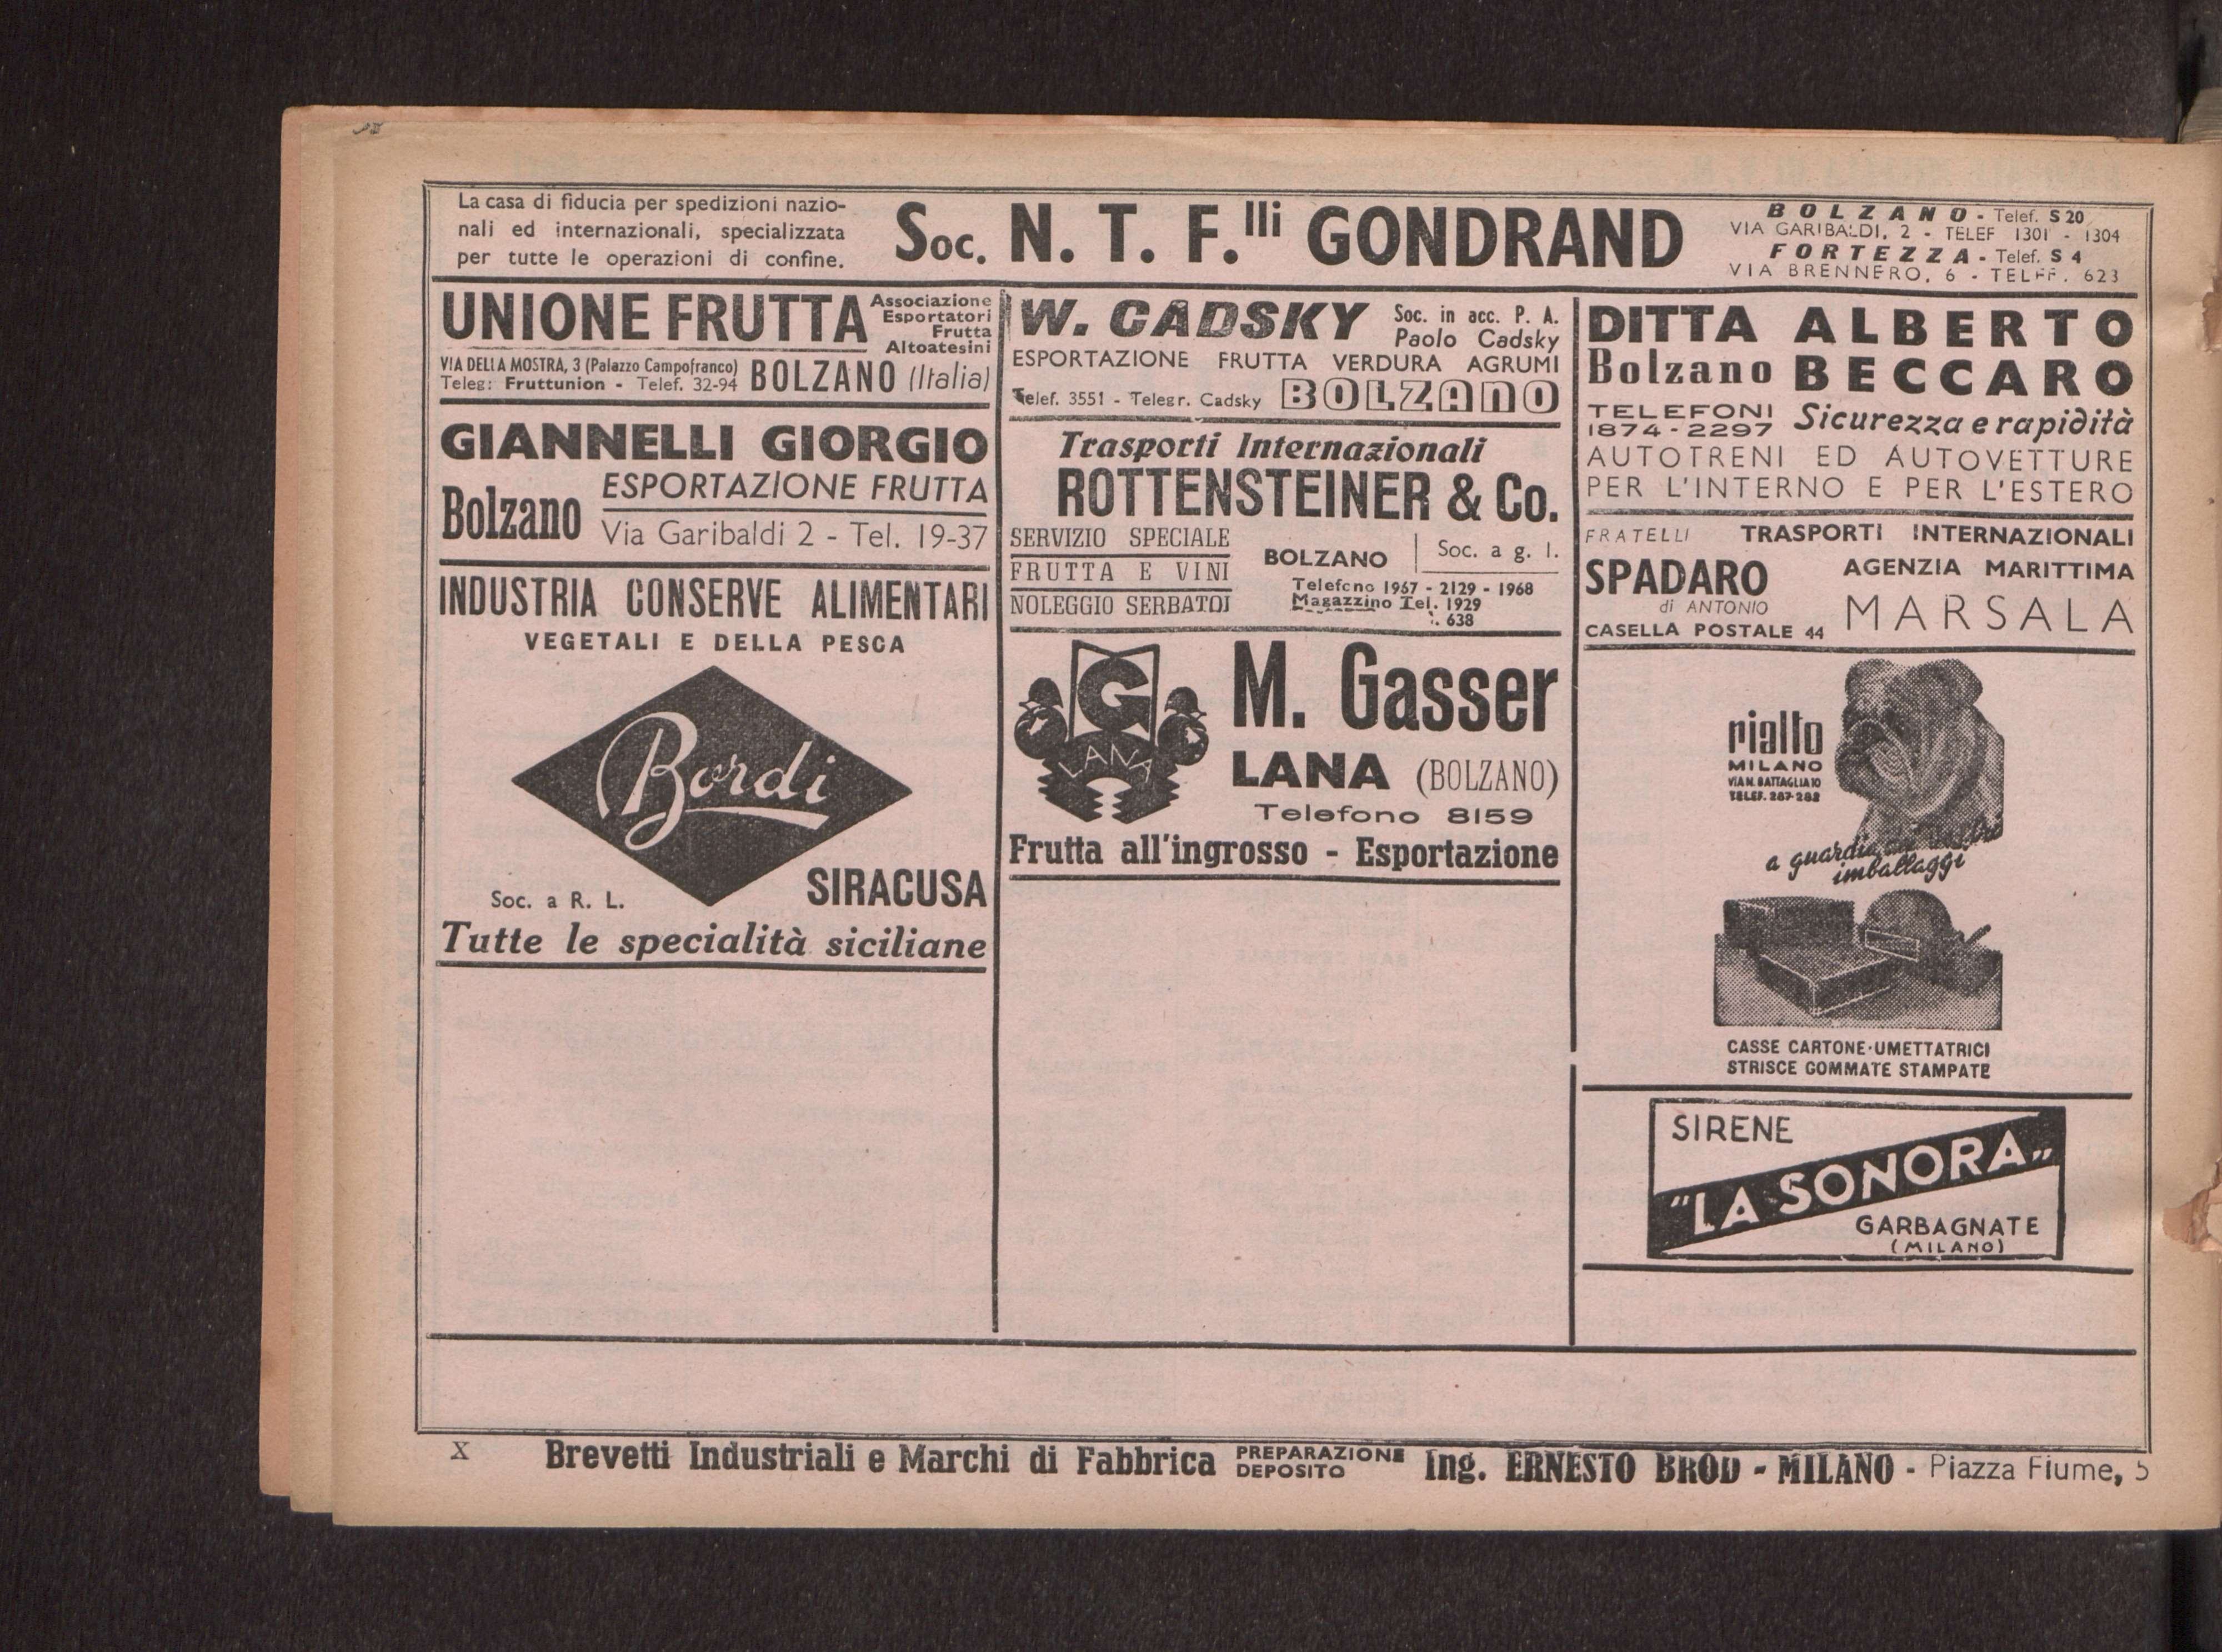 La casa di fiducia per spedizioni nazio-
nali ed internazionali, specializzata
per tutte le operazioni di confine.
Soc. N. T. F.lli GONDRAND
BOLZANO - Telef. S 20
VIA GARIBALDI, 2 - TELEF 1301 - 1304
FORTEZZA - Telef. S 4
VIA BRENNERO, 6 - TELEF. 623
UNIONE FRUTTA
Associazione
Esportatori
Frutta
Altoatesini
VIA DELLA MOSTRA, 3 (Palazzo Campofranco)
Teleg: Fruttunion - Telef. 32-94
BOLZANO (Italia)
GIANNELLI GIORGIO
Bolzano
ESPORTAZIONE FRUTTA
Via Garibaldi 2 - Tel. 19-37
INDUSTRIA CONSERVE ALIMENTARI
VEGETALI E DELLA PESCA
Bordi
Soc. a R. L.
SIRACUSA
Tutte le specialità siciliane
W. CADSKY
Soc. in acc. P. A.
Paolo Cadsky
ESPORTAZIONE FRUTTA VERDURA AGRUMI
Telef. 3551 - Telegr. Cadsky
BOLZANO
Trasporti Internazionali
ROTTENSTEINER & Co.
SERVIZIO SPECIALE
FRUTTA E VINI
NOLEGGIO SERBATOI
BOLZANO
Soc. a g. l.
Telefono 1967 - 2129 - 1968
Magazzino Tel. 1929
638
G
LANA
M. Gasser
LANA (BOLZANO)
Telefono 8159
Frutta all'ingrosso - Esportazione
DITTA ALBERTO
Bolzano BECCARO
TELEFONI
1874 - 2297
Sicurezza e rapidità
AUTOTRENI ED AUTOVETTURE
PER L'INTERNO E PER L'ESTERO
FRATELLI
SPADARO
di ANTONIO
CASELLA POSTALE 44
TRASPORTI INTERNAZIONALI
AGENZIA MARITTIMA
MARSALA
rialto
MILANO
VIA N. BATTAGLIA 10
TELEF. 287-288
a guardia
imballaggi
CASSE CARTONE·UMETTATRICI
STRISCE GOMMATE STAMPATE
SIRENE
"LA SONORA„
GARBAGNATE
(MILANO)
X
Brevetti Industriali e Marchi di Fabbrica
PREPARAZIONE
DEPOSITO
Ing. ERNESTO BROD - MILANO - Piazza Fiume, 5